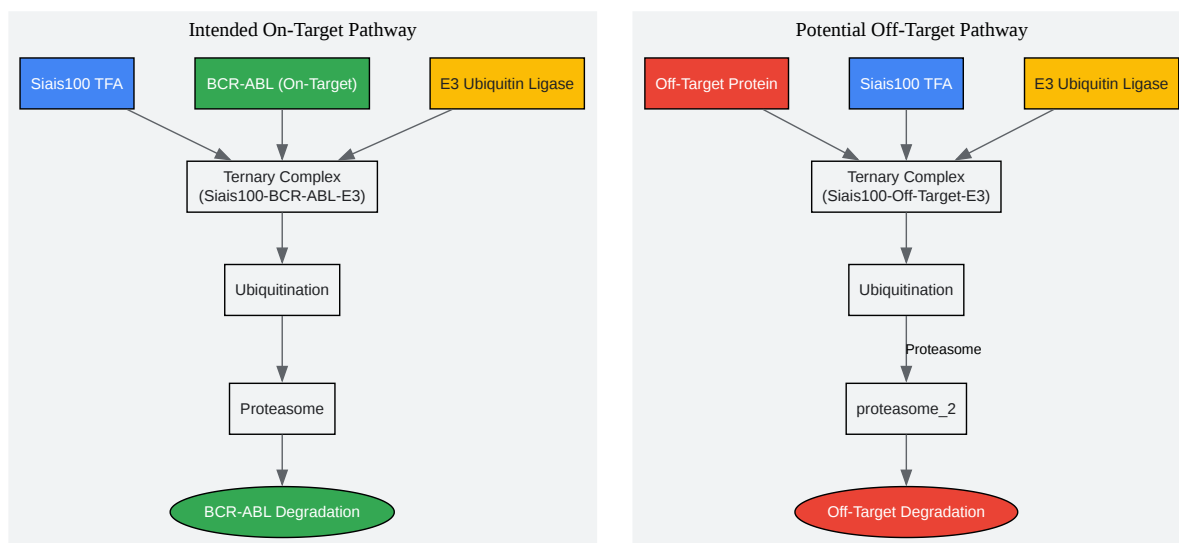 Intended On-Target Pathway
Siais100 TFA
BCR-ABL (On-Target)
E3 Ubiquitin Ligase
Ternary Complex
(Siais100-BCR-ABL-E3)
Ubiquitination
Proteasome
BCR-ABL Degradation
Potential Off-Target Pathway
Off-Target Protein
Siais100 TFA
E3 Ubiquitin Ligase
Ternary Complex
(Siais100-Off-Target-E3)
Ubiquitination
Proteasome
proteasome_2
Off-Target Degradation